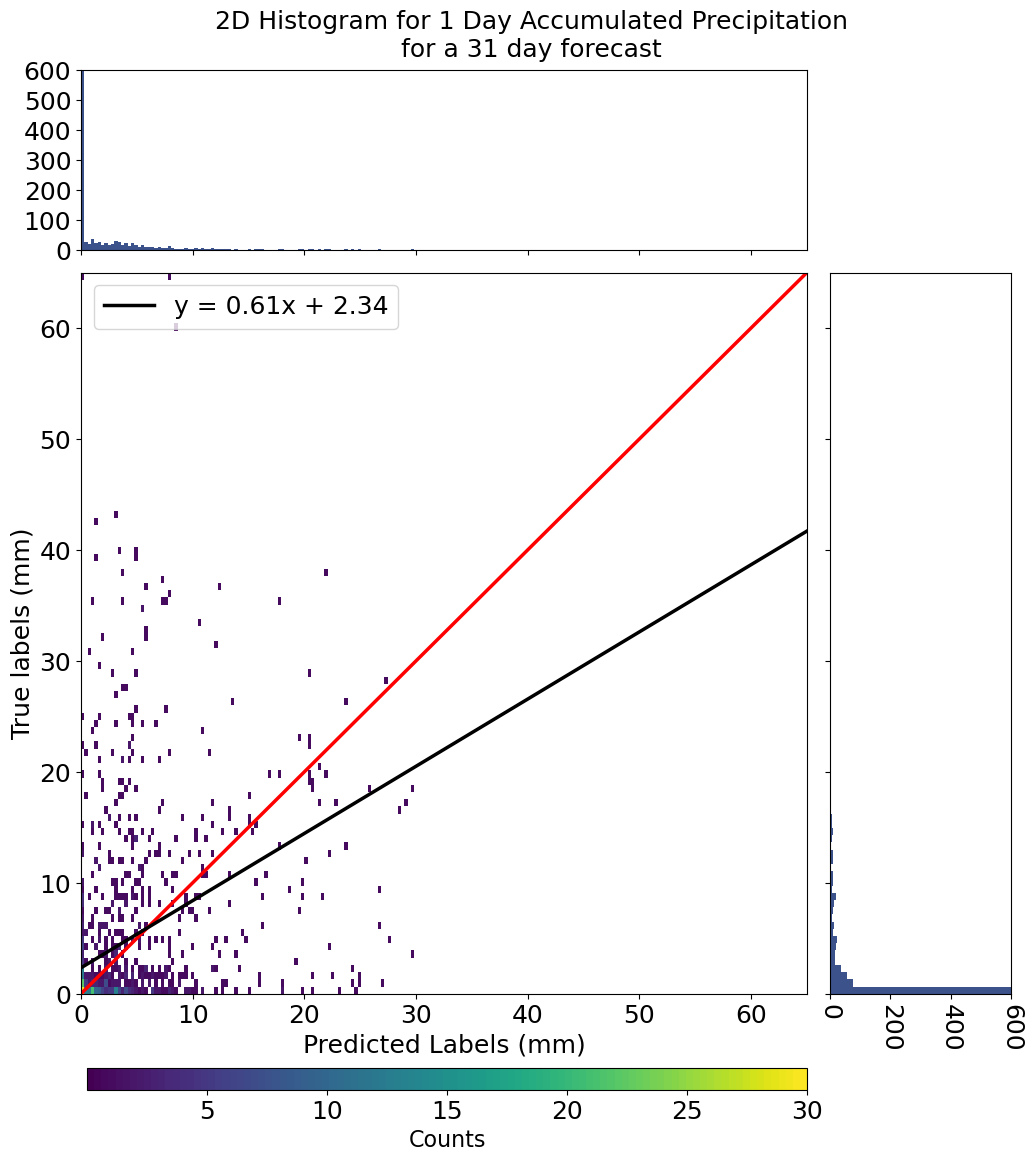 2D Histogram for 1 Day Accumulated Precipitation
for a 31 day forecast
600
500
400
300
200
100
0
y = 0.61x + 2.34
60
50
40
30
20
10
0
True labels (mm)
0 10 20 30 40 50 60
Predicted Labels (mm)
0 200 400 600
5 10 15 20 25 30
Counts